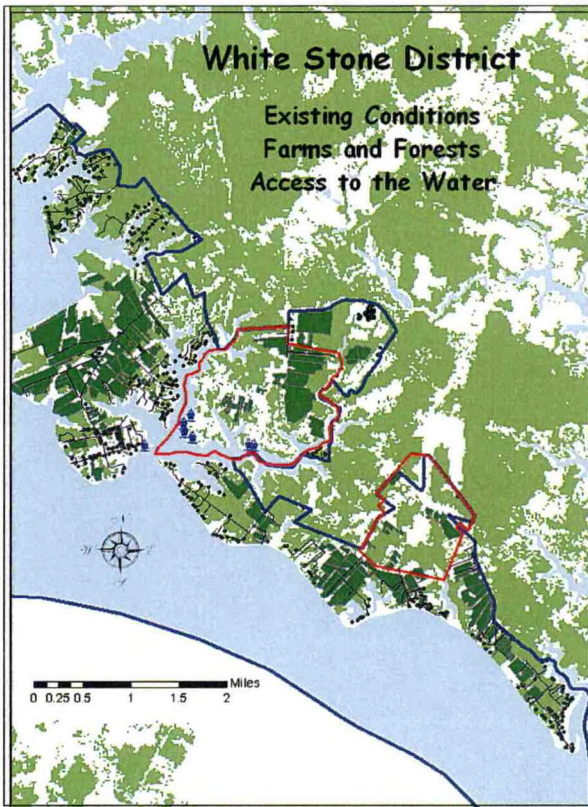 White Stone District
Existing Conditions
Farms and Forests
Access to the Water
Miles
0 0.25 0.5 1 1.5 2